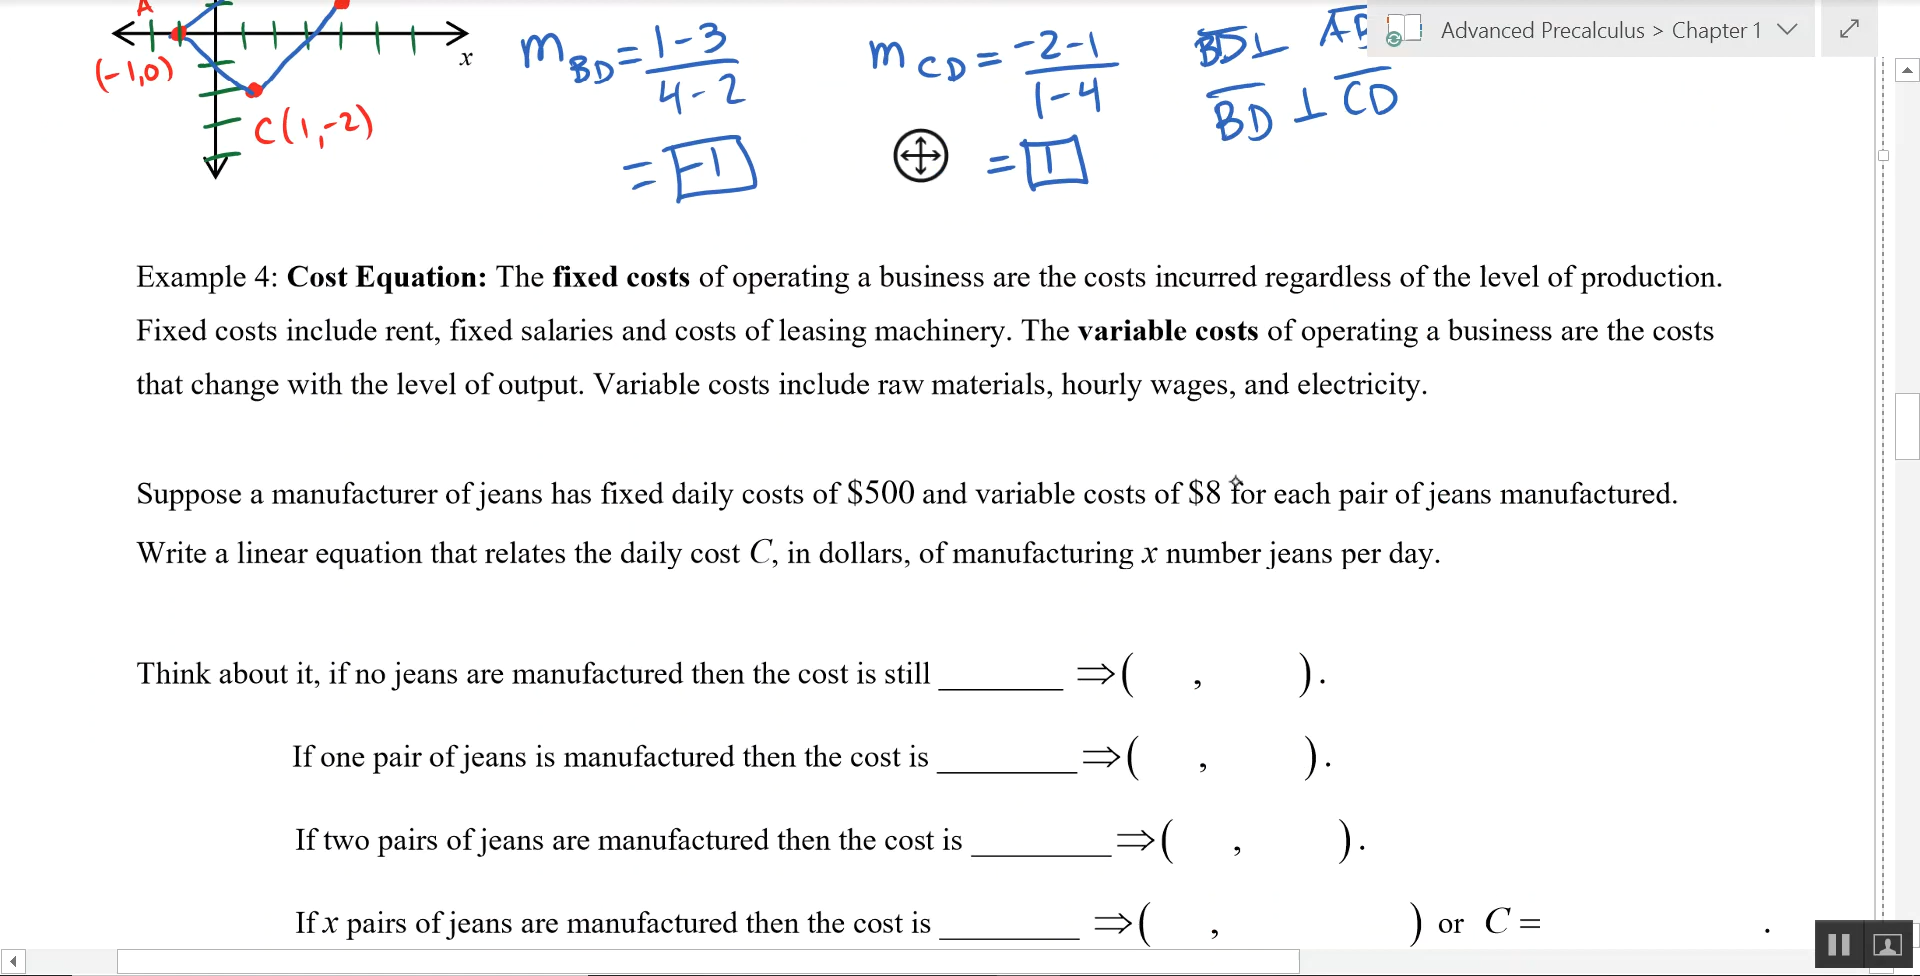 Advanced Precalculus > Chapter 1
A
(-1,0)
x
C(1,-2)
m BD = 1-3 / 4-2
= -1
m CD = -2-1 / 1-4
= 1
BD ⊥
BD ⊥ CD
Example 4: Cost Equation: The fixed costs of operating a business are the costs incurred regardless of the level of production.
Fixed costs include rent, fixed salaries and costs of leasing machinery. The variable costs of operating a business are the costs
that change with the level of output. Variable costs include raw materials, hourly wages, and electricity.
Suppose a manufacturer of jeans has fixed daily costs of $500 and variable costs of $8 for each pair of jeans manufactured.
Write a linear equation that relates the daily cost C, in dollars, of manufacturing x number jeans per day.
Think about it, if no jeans are manufactured then the cost is still ________ ⇒ ( , ).
If one pair of jeans is manufactured then the cost is _________ ⇒ ( , ).
If two pairs of jeans are manufactured then the cost is _________ ⇒ ( , ).
If x pairs of jeans are manufactured then the cost is _________ ⇒ ( , ) or C = .